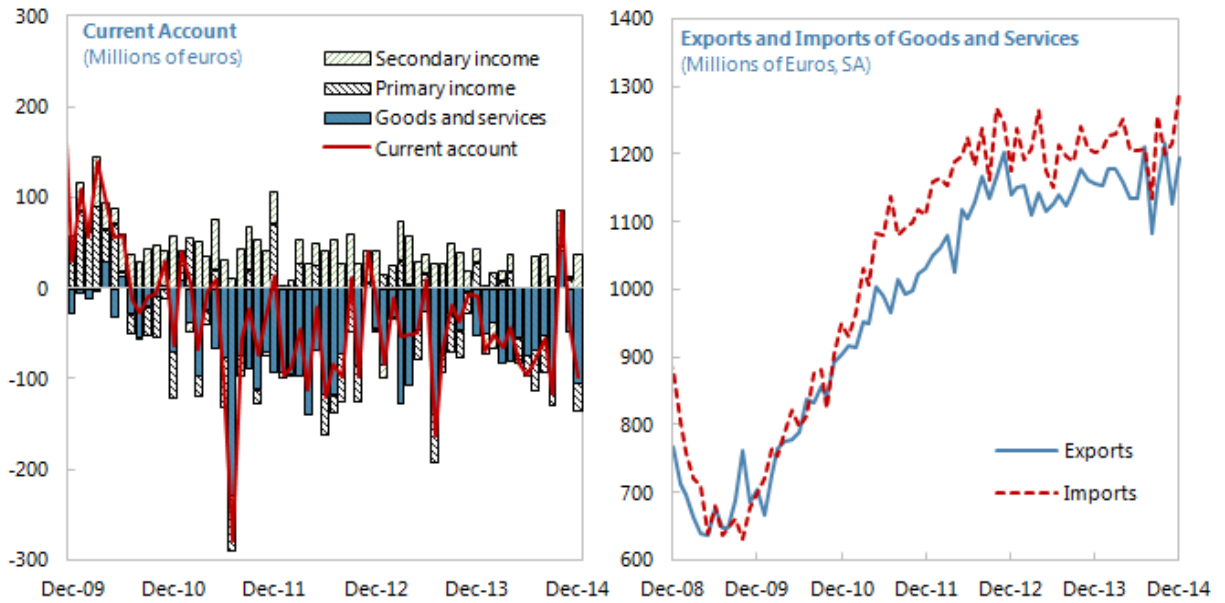 Current Account
(Millions of euros)
Secondary income
Primary income
Goods and services
Current account
300
200
100
0
-100
-200
-300
Dec-09
Dec-10
Dec-11
Dec-12
Dec-13
Dec-14
Exports and Imports of Goods and Services
(Millions of Euros, SA)
1400
1300
1200
1100
1000
900
800
700
600
Exports
Imports
Dec-08
Dec-09
Dec-10
Dec-11
Dec-12
Dec-13
Dec-14